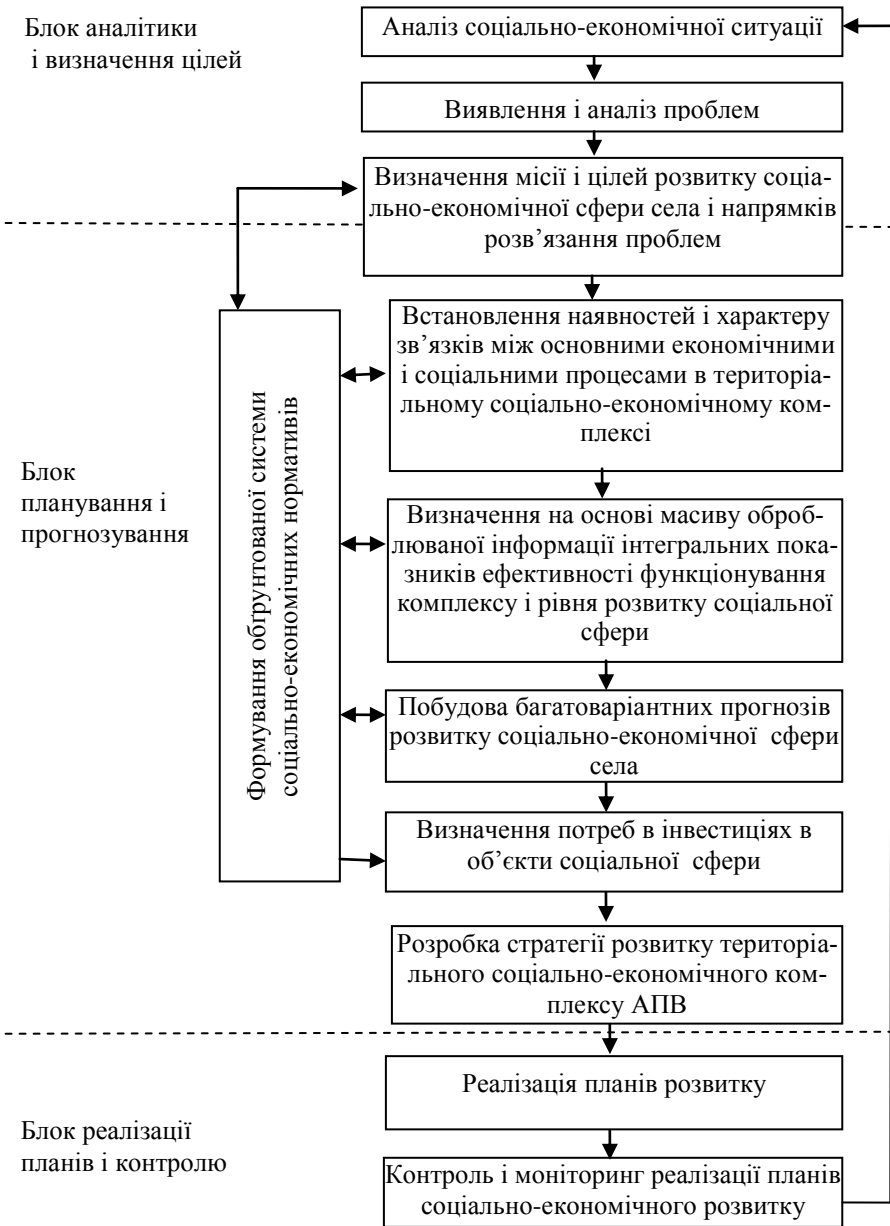 Блок аналітики
і визначення цілей
Аналіз соціально-економічної ситуації
Виявлення і аналіз проблем
Визначення місії і цілей розвитку соціа-
льно-економічної сфери села і напрямків
розв'язання проблем
Блок
планування і
прогнозування
Формування обґрунтованої системи
соціально-економічних нормативів
Встановлення наявностей і характеру
зв'язків між основними економічними
і соціальними процесами в територіа-
льному соціально-економічному ком-
плексі
Визначення на основі масиву оброб-
люваної інформації інтегральних пока-
зників ефективності функціонування
комплексу і рівня розвитку соціальної
сфери
Побудова багатоваріантних прогнозів
розвитку соціально-економічної сфери
села
Визначення потреб в інвестиціях в
об’єкти соціальної сфери
Розробка стратегії розвитку територіа-
льного соціально-економічного ком-
плексу АПВ
Блок реалізації
планів і контролю
Реалізація планів розвитку
Контроль і моніторинг реалізації планів
соціально-економічного розвитку